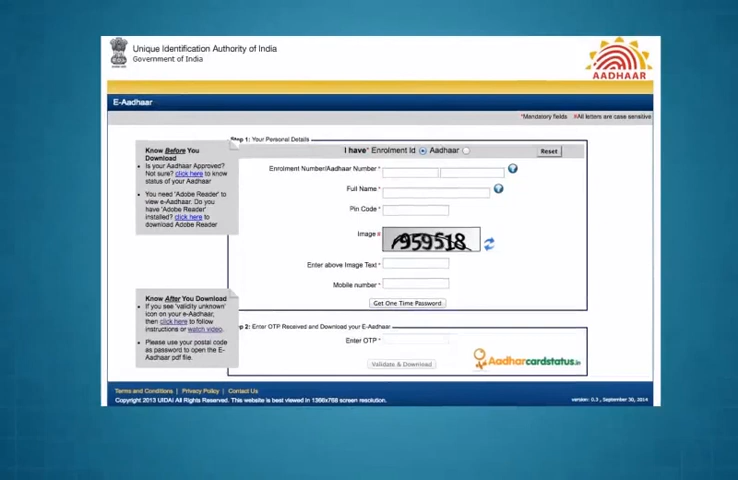 Unique Identification Authority of India
Government of India
AADHAAR
E-Aadhaar
*Mandatory fields #All letters are case sensitive
Know Before You
Download
• Is your Aadhaar Approved?
Not sure? click here to know
status of your Aadhaar
• You need 'Adobe Reader' to
view e-Aadhaar. Do you
have 'Adobe Reader'
installed? click here to
download Adobe Reader
Know After You Download
• If you see 'validity unknown'
icon on your e-Aadhaar,
then click here to follow
instructions or watch video.
• Please use your postal code
as password to open the E-
Aadhaar pdf file.
Step 1: Your Personal Details
I have* Enrolment Id Aadhaar
Reset
Enrolment Number/Aadhaar Number *
Full Name *
Pin Code *
Image #
959518
Enter above Image Text *
Mobile number *
Get One Time Password
p 2: Enter OTP Received and Download your E-Aadhaar
Enter OTP *
Validate & Download
Aadharcardstatus.in
Terms and Conditions | Privacy Policy | Contact Us
Copyright 2013 UIDAI All Rights Reserved. This website is best viewed in 1366x768 screen resolution.
version: 0.3 , September 30, 2014